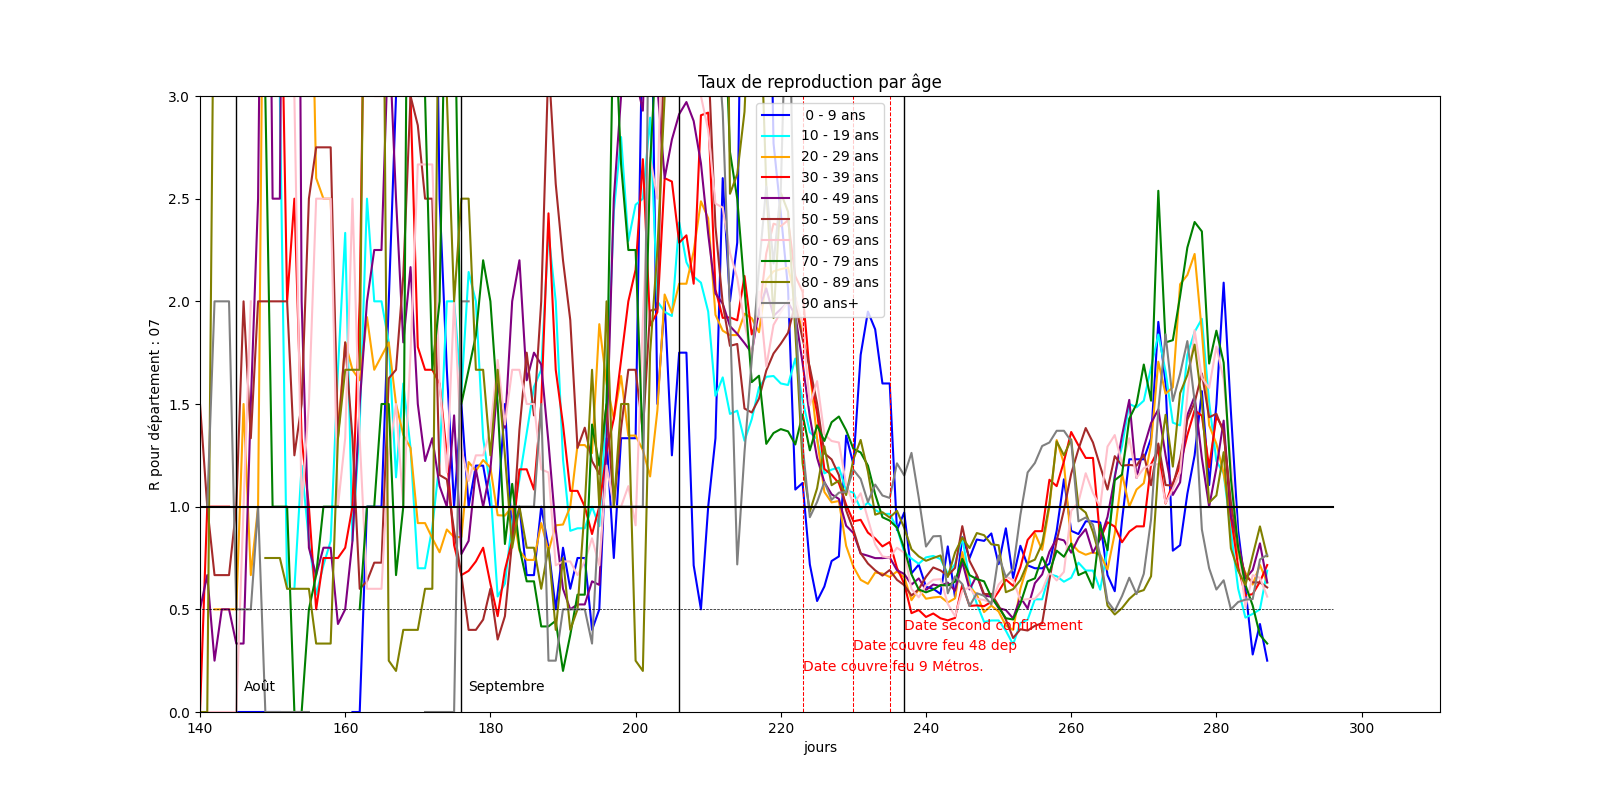 Taux de reproduction par âge
3.0
2.5
2.0
1.5
1.0
0.5
0.0
R pour département : 07
0 - 9 ans
10 - 19 ans
20 - 29 ans
30 - 39 ans
40 - 49 ans
50 - 59 ans
60 - 69 ans
70 - 79 ans
80 - 89 ans
90 ans+
Date second confinement
Date couvre feu 48 dep
Date couvre feu 9 Métros.
Août
Septembre
140 160 180 200 220 240 260 280 300
jours